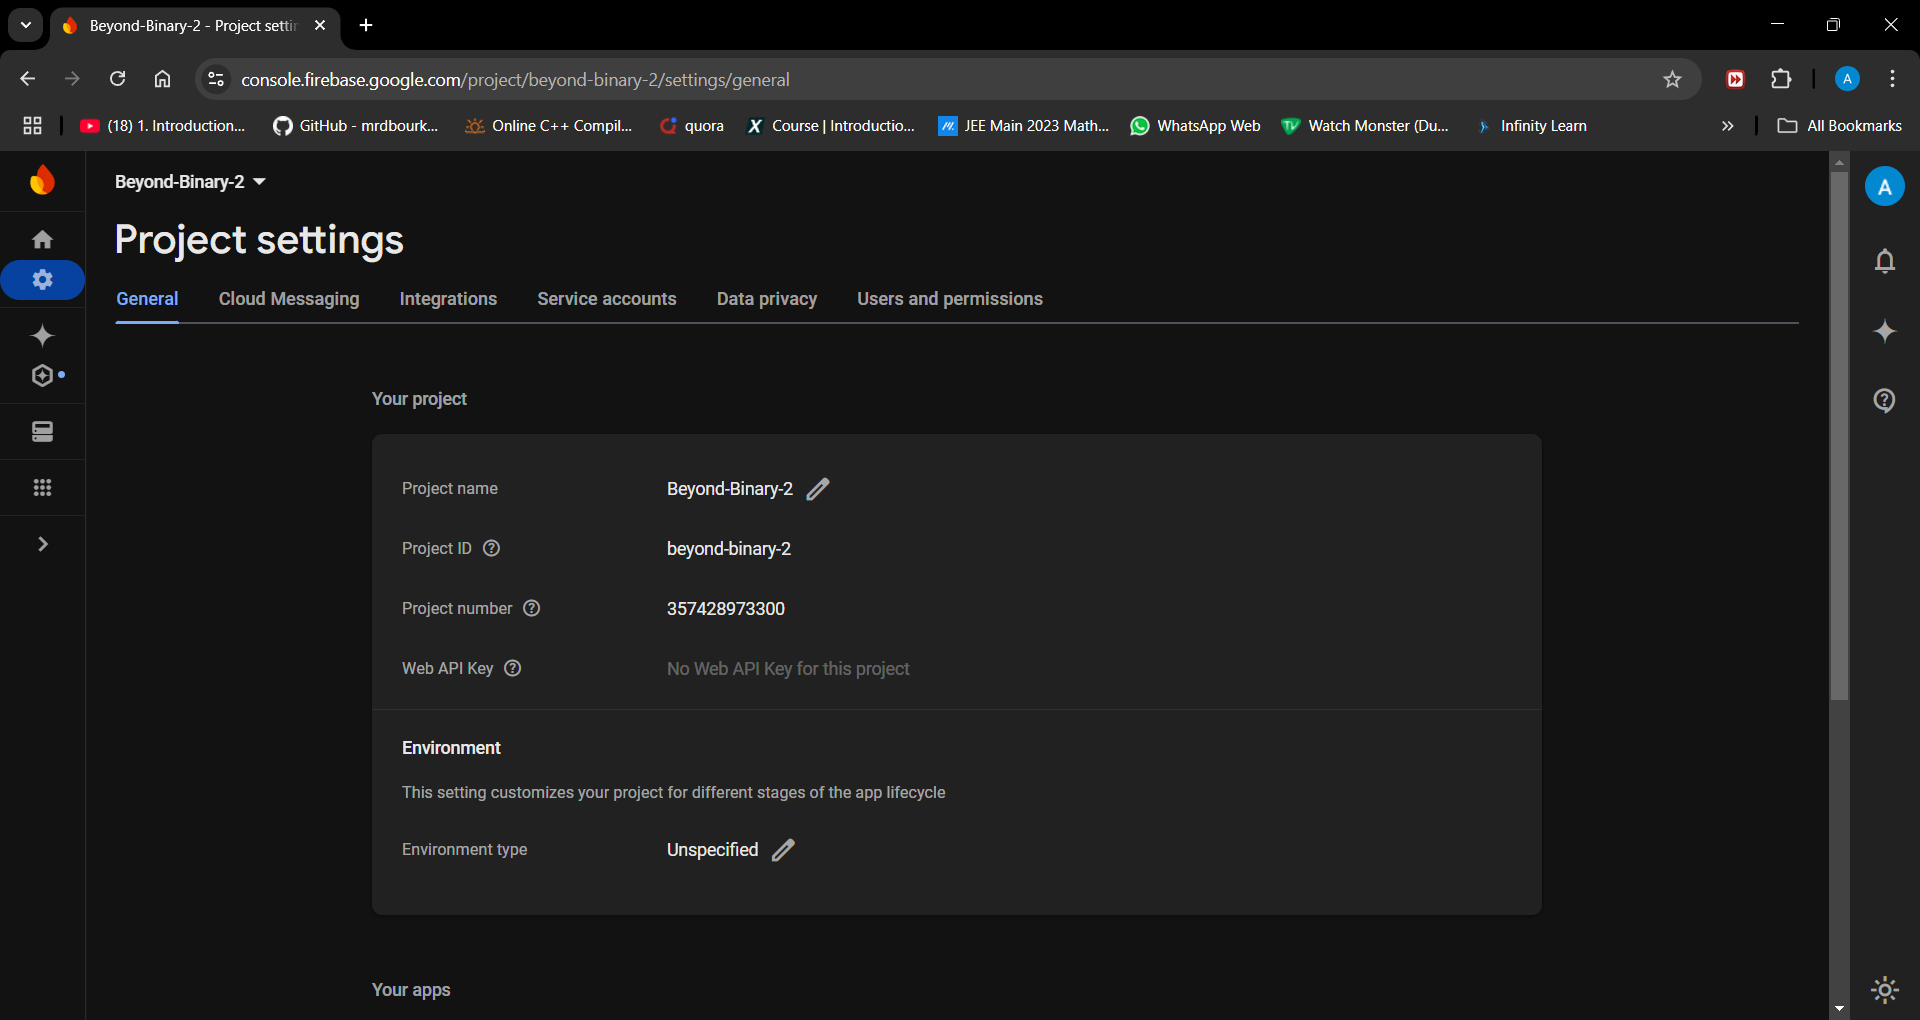 Beyond-Binary-2 - Project setti
console.firebase.google.com/project/beyond-binary-2/settings/general
A
(18) 1. Introduction...
GitHub - mrdbourk...
Online C++ Compil...
quora
Course | Introductio...
JEE Main 2023 Math...
WhatsApp Web
Watch Monster (Du...
Infinity Learn
All Bookmarks
Beyond-Binary-2
A
Project settings
General
Cloud Messaging
Integrations
Service accounts
Data privacy
Users and permissions
Your project
Project name
Beyond-Binary-2
Project ID
beyond-binary-2
Project number
357428973300
Web API Key
No Web API Key for this project
Environment
This setting customizes your project for different stages of the app lifecycle
Environment type
Unspecified
Your apps